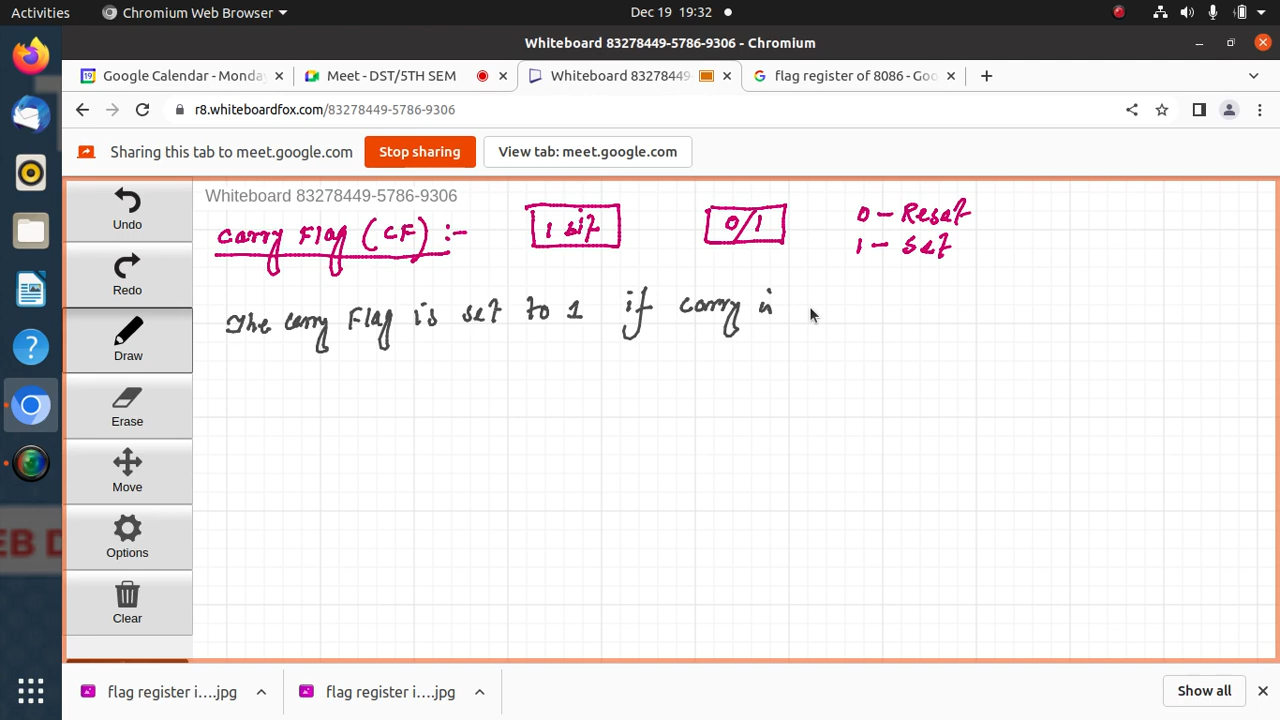 Activities
Chromium Web Browser
Dec 19 19:32
Whiteboard 83278449-5786-9306 - Chromium
19 Google Calendar - Monda
Meet - DST/5TH SEM
Whiteboard 83278449
flag register of 8086 - Goo
r8.whiteboardfox.com/83278449-5786-9306
Sharing this tab to meet.google.com
Stop sharing
View tab: meet.google.com
Whiteboard 83278449-5786-9306
Undo
Redo
Draw
Erase
Move
Options
Clear
Carry Flag (CF) :-
1 bit
0/1
0 - Reset
1 - set
The carry Flag is set to 1 if carry is
EB D
flag register i....jpg
flag register i....jpg
Show all